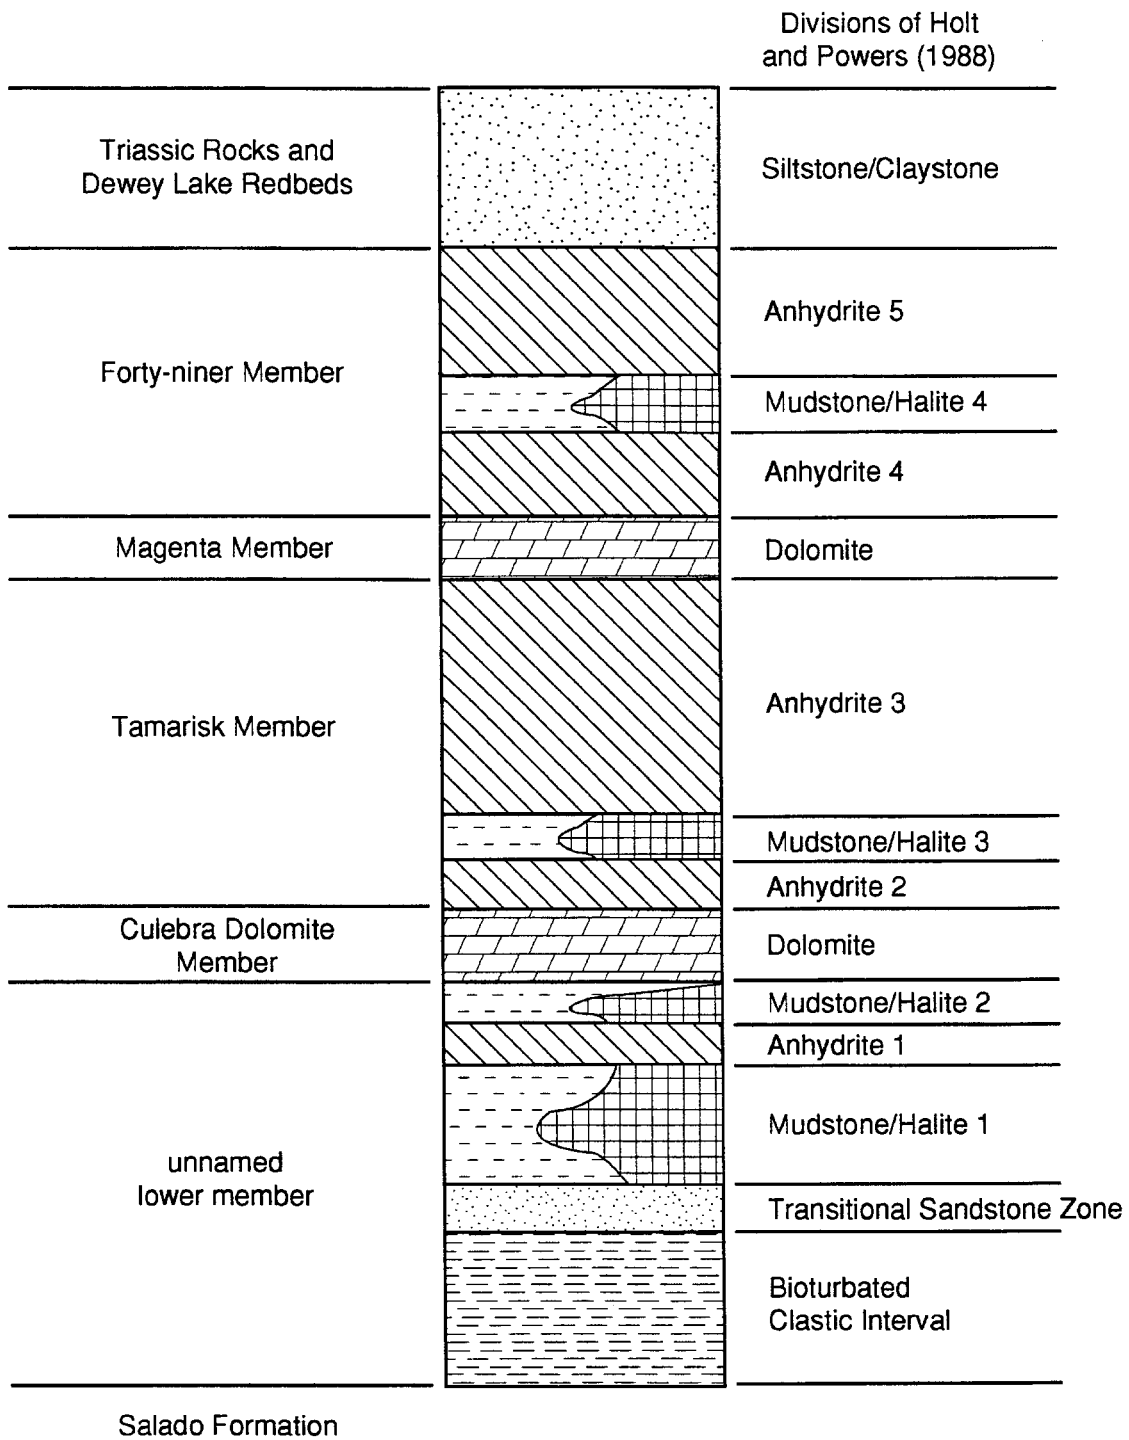 Divisions of Holt
and Powers (1988)
Triassic Rocks and
Dewey Lake Redbeds
Siltstone/Claystone
Forty-niner Member
Anhydrite 5
Mudstone/Halite 4
Anhydrite 4
Magenta Member
Dolomite
Tamarisk Member
Anhydrite 3
Mudstone/Halite 3
Anhydrite 2
Culebra Dolomite
Member
Dolomite
unnamed
lower member
Mudstone/Halite 2
Anhydrite 1
Mudstone/Halite 1
Transitional Sandstone Zone
Bioturbated
Clastic Interval
Salado Formation